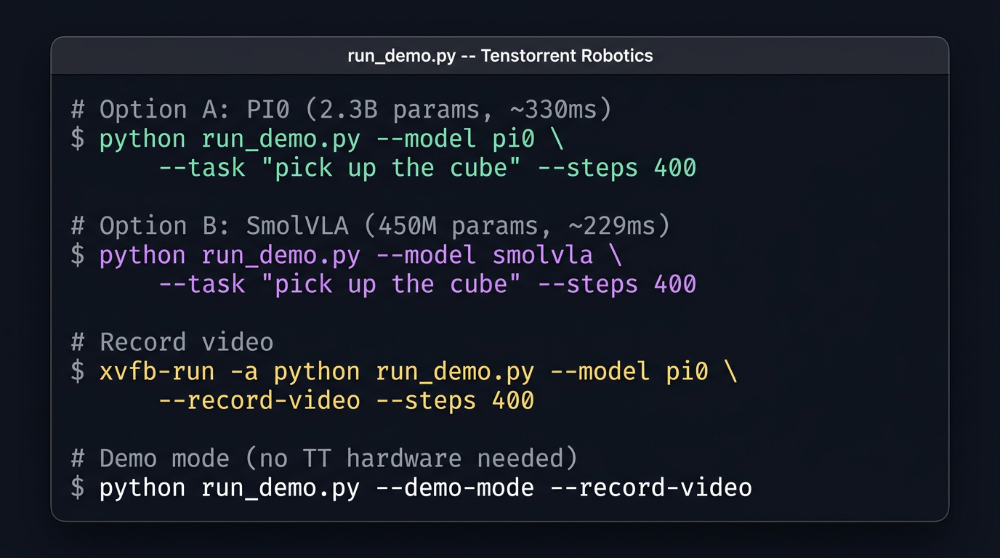 run_demo.py -- Tenstorrent Robotics
# Option A: PI0 (2.3B params, ~330ms)
$ python run_demo.py --model pi0 \
--task "pick up the cube" --steps 400
# Option B: SmolVLA (450M params, ~229ms)
$ python run_demo.py --model smolvla \
--task "pick up the cube" --steps 400
# Record video
$ xvfb-run -a python run_demo.py --model pi0 \
--record-video --steps 400
# Demo mode (no TT hardware needed)
$ python run_demo.py --demo-mode --record-video